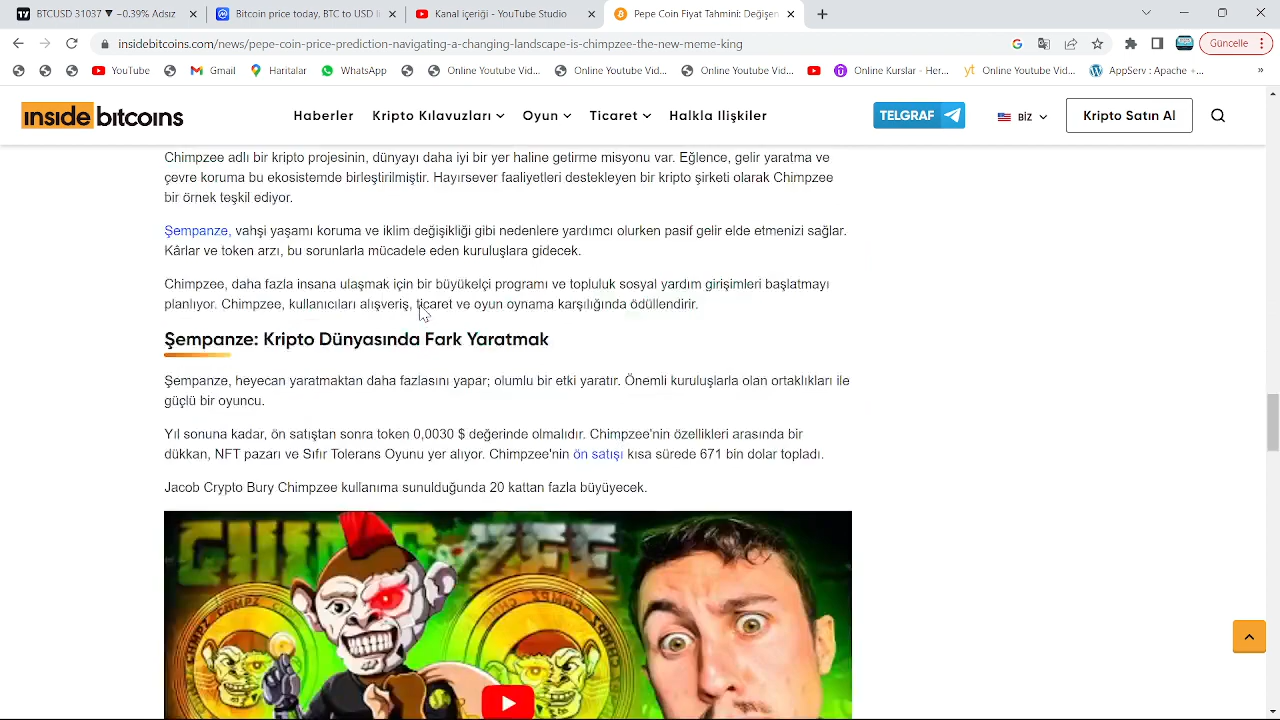 BTCUSD 31037 ▼ −0.39% Adsız
Bitcoin price today, BTC to USD l
Kanal içeriği - YouTube Studio
Pepe Coin Fiyat Tahmini: Değişen
insidebitcoins.com/news/pepe-coin-price-prediction-navigating-a-changing-landscape-is-chimpzee-the-new-meme-king
Güncelle
YouTube
Gmail
Haritalar
WhatsApp
Online Youtube Vid...
Online Youtube Vid...
Online Youtube Vid...
Online Kurslar - Her...
yt Online Youtube Vid...
AppServ : Apache +...
»
inside bitcoins
Haberler
Kripto Kılavuzları
Oyun
Ticaret
Halkla Ilişkiler
TELGRAF
BİZ
Kripto Satın Al
Chimpzee adlı bir kripto projesinin, dünyayı daha iyi bir yer haline getirme misyonu var. Eğlence, gelir yaratma ve
çevre koruma bu ekosistemde birleştirilmiştir. Hayırsever faaliyetleri destekleyen bir kripto şirketi olarak Chimpzee
bir örnek teşkil ediyor.
Şempanze, vahşi yaşamı koruma ve iklim değişikliği gibi nedenlere yardımcı olurken pasif gelir elde etmenizi sağlar.
Kârlar ve token arzı, bu sorunlarla mücadele eden kuruluşlara gidecek.
Chimpzee, daha fazla insana ulaşmak için bir büyükelçi programı ve topluluk sosyal yardım girişimleri başlatmayı
planlıyor. Chimpzee, kullanıcıları alışveriş, ticaret ve oyun oynama karşılığında ödüllendirir.
Şempanze: Kripto Dünyasında Fark Yaratmak
Şempanze, heyecan yaratmaktan daha fazlasını yapar; olumlu bir etki yaratır. Önemli kuruluşlarla olan ortaklıkları ile
güçlü bir oyuncu.
Yıl sonuna kadar, ön satıştan sonra token 0,0030 $ değerinde olmalıdır. Chimpzee'nin özellikleri arasında bir
dükkan, NFT pazarı ve Sıfır Tolerans Oyunu yer alıyor. Chimpzee'nin ön satışı kısa sürede 671 bin dolar topladı.
Jacob Crypto Bury Chimpzee kullanıma sunulduğunda 20 kattan fazla büyüyecek.